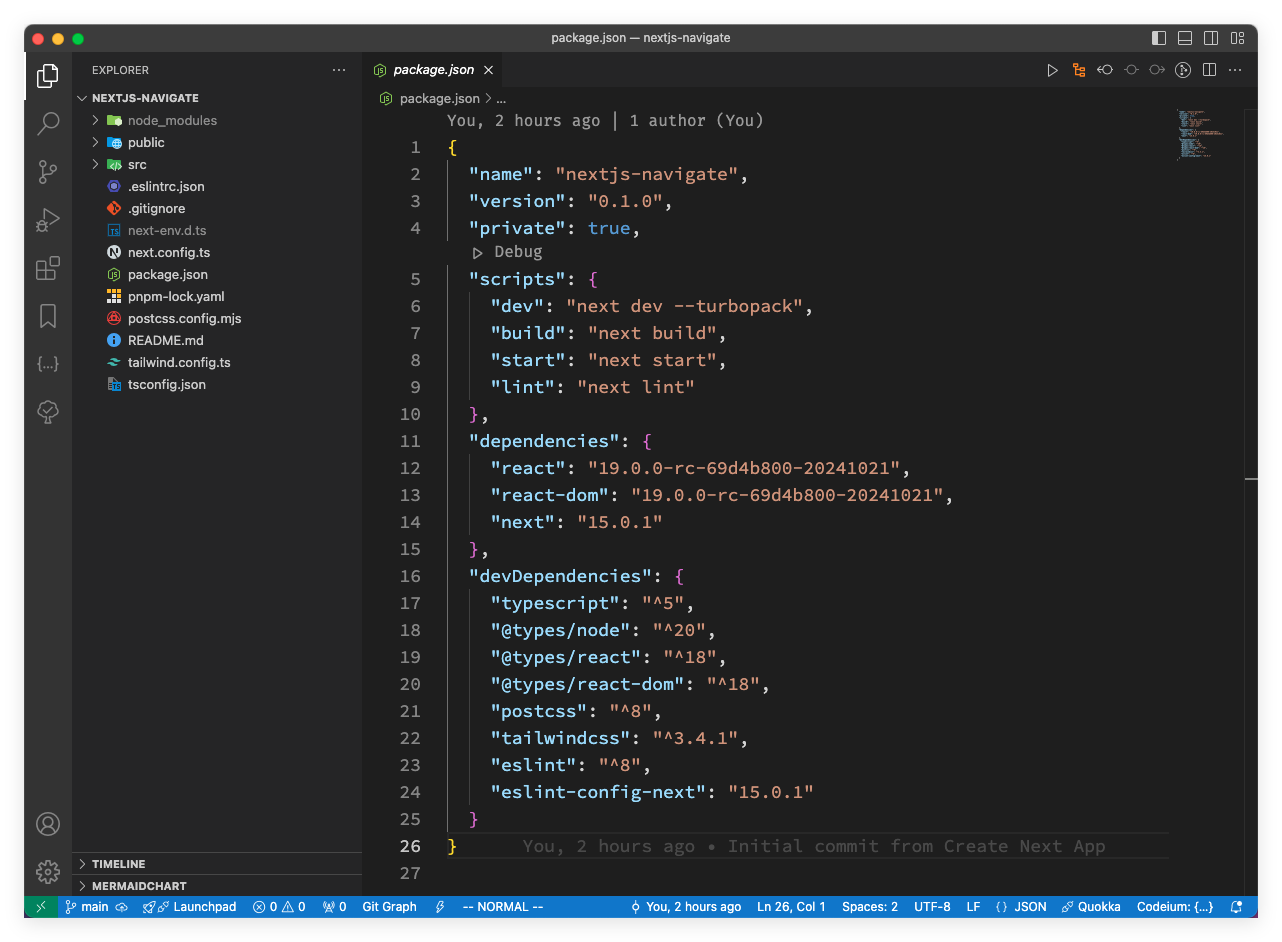 package.json — nextjs-navigate
EXPLORER
NEXTJS-NAVIGATE
node_modules
public
src
.eslintrc.json
.gitignore
next-env.d.ts
next.config.ts
package.json
pnpm-lock.yaml
postcss.config.mjs
README.md
tailwind.config.ts
tsconfig.json
TIMELINE
MERMAIDCHART
package.json
package.json > ...
You, 2 hours ago | 1 author (You)
1 {
2 "name": "nextjs-navigate",
3 "version": "0.1.0",
4 "private": true,
Debug
5 "scripts": {
6 "dev": "next dev --turbopack",
7 "build": "next build",
8 "start": "next start",
9 "lint": "next lint"
10 },
11 "dependencies": {
12 "react": "19.0.0-rc-69d4b800-20241021",
13 "react-dom": "19.0.0-rc-69d4b800-20241021",
14 "next": "15.0.1"
15 },
16 "devDependencies": {
17 "typescript": "^5",
18 "@types/node": "^20",
19 "@types/react": "^18",
20 "@types/react-dom": "^18",
21 "postcss": "^8",
22 "tailwindcss": "^3.4.1",
23 "eslint": "^8",
24 "eslint-config-next": "15.0.1"
25 }
26 } You, 2 hours ago • Initial commit from Create Next App
27
main Launchpad 0 0 0 Git Graph -- NORMAL -- You, 2 hours ago Ln 26, Col 1 Spaces: 2 UTF-8 LF {} JSON Quokka Codeium: {...}